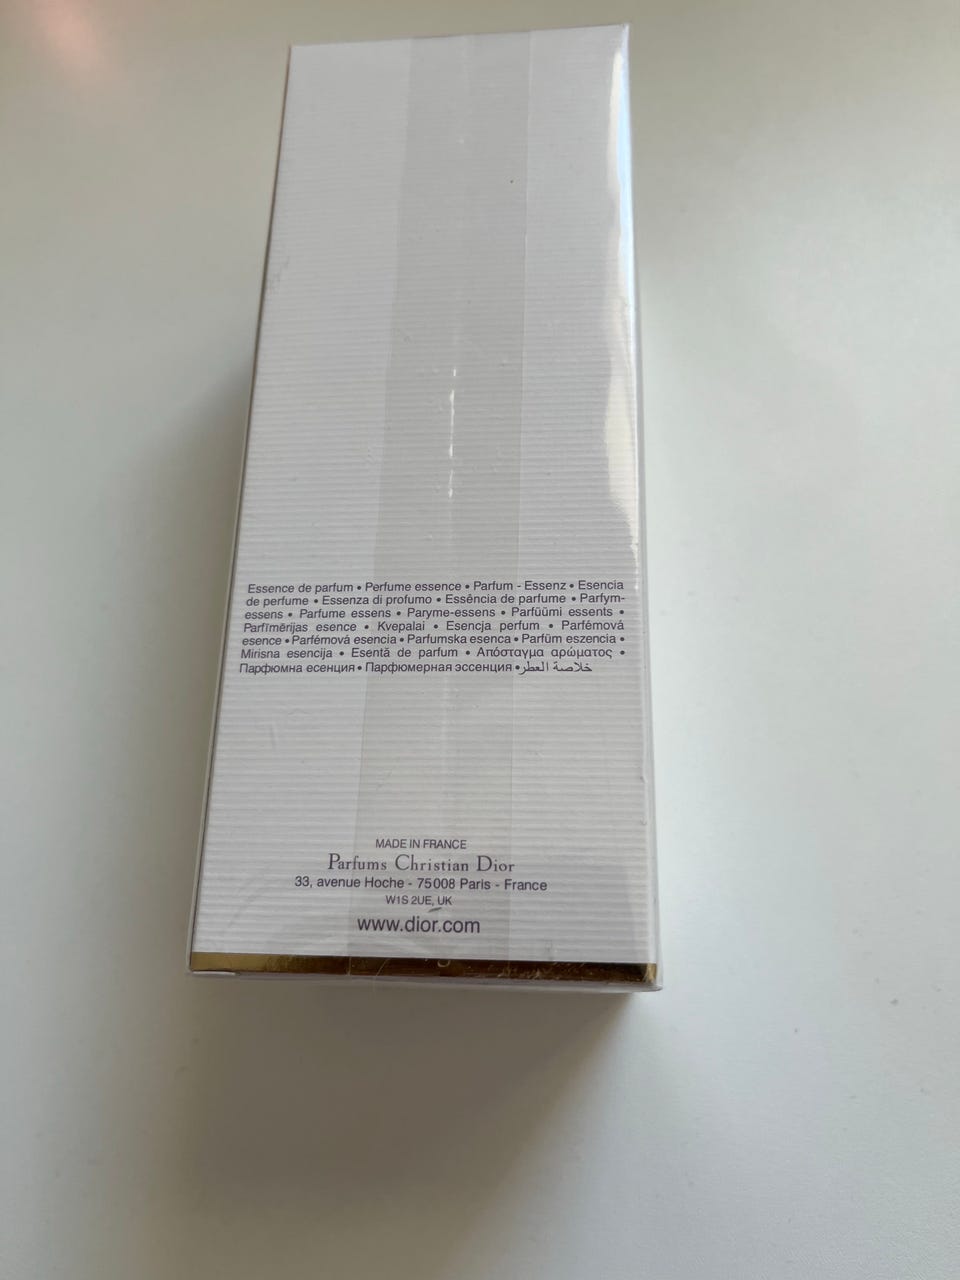 Essence de parfum • Perfume essence • Parfum - Essenz • Esencia
de perfume • Essenza di profumo • Essência de parfume • Parfym-
essens • Parfume essens • Paryme-essens • Parfüümi essents •
Parfīmērijas esence • Kvepalai • Esencja perfum • Parfémová
esence • Parfémová esencia • Parfumska esenca • Parfüm eszencia •
Mirisna esencija • Esentă de parfum • Απόσταγμα αρώματος •
Парфюмна есенция • Парфюмерная эссенция • خلاصة العطر
MADE IN FRANCE
Parfums Christian Dior
33, avenue Hoche - 75008 Paris - France
W1S 2UE, UK
www.dior.com